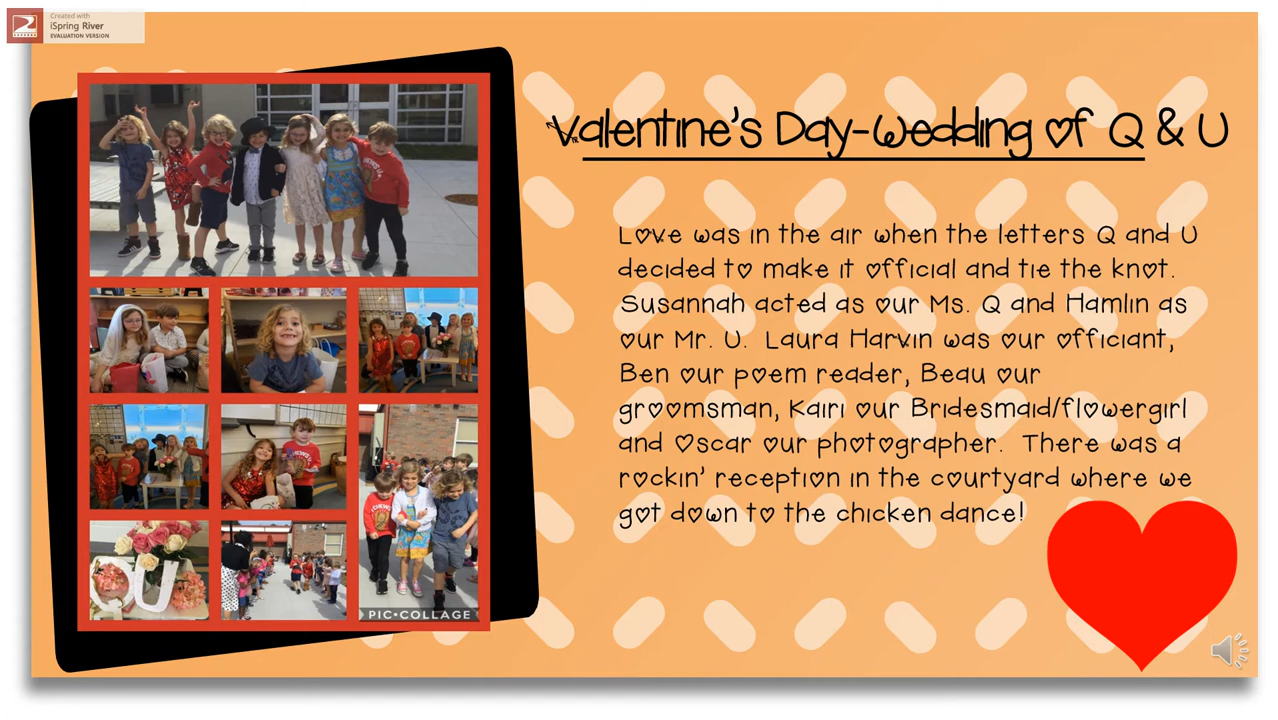 Created with
iSpring River
EVALUATION VERSION
Valentine's Day-Wedding of Q & U
Love was in the air when the letters Q and U
decided to make it official and tie the knot.
Susannah acted as our Ms. Q and Hamlin as
our Mr. U. Laura Harvin was our officiant,
Ben our poem reader, Beau our
groomsman, Kairi our Bridesmaid/flowergirl
and Oscar our photographer. There was a
rockin' reception in the courtyard where we
got down to the chicken dance!
QU
PIC•COLLAGE